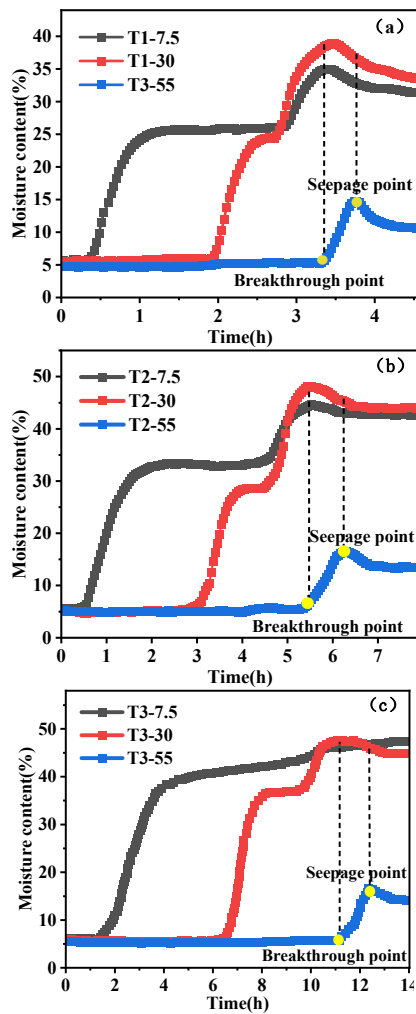 (a)
T1-7.5
T1-30
T3-55
Moisture content(%)
40
35
30
25
20
15
10
5
0
Seepage point
Breakthrough point
0 1 2 3 4
Time(h)
(b)
T2-7.5
T2-30
T2-55
Moisture content(%)
50
40
30
20
10
0
Seepage point
Breakthrough point
0 1 2 3 4 5 6 7
Time(h)
(c)
T3-7.5
T3-30
T3-55
Moisture content(%)
50
40
30
20
10
0
Seepage point
Breakthrough point
0 2 4 6 8 10 12 14
Time(h)